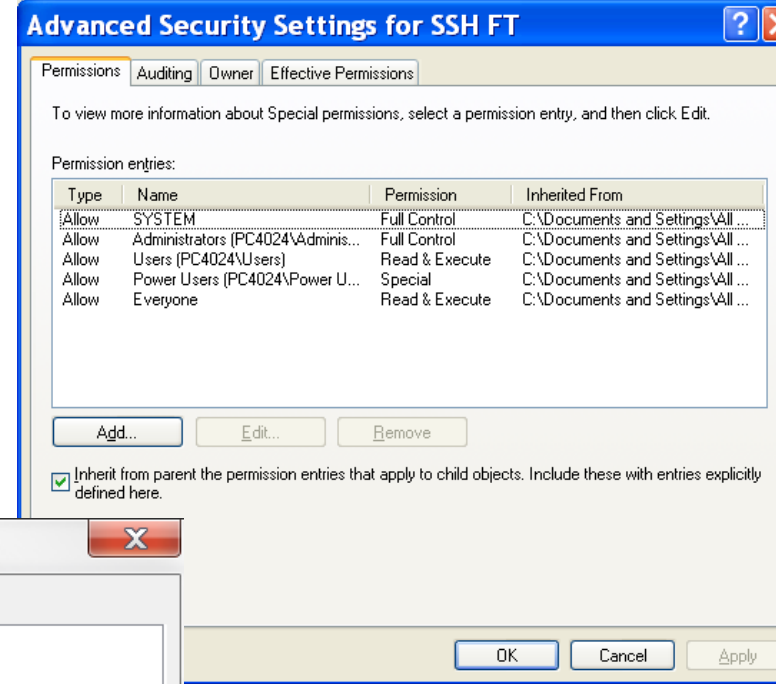 Advanced Security Settings for SSH FT
Permissions Auditing Owner Effective Permissions
To view more information about Special permissions, select a permission entry, and then click Edit.
Permission entries:
Type Name Permission Inherited From
Allow SYSTEM Full Control C:\Documents and Settings\All ...
Allow Administrators (PC4024\Adminis... Full Control C:\Documents and Settings\All ...
Allow Users (PC4024\Users) Read & Execute C:\Documents and Settings\All ...
Allow Power Users (PC4024\Power U... Special C:\Documents and Settings\All ...
Allow Everyone Read & Execute C:\Documents and Settings\All ...
Add... Edit... Remove
Inherit from parent the permission entries that apply to child objects. Include these with entries explicitly
defined here.
OK Cancel Apply